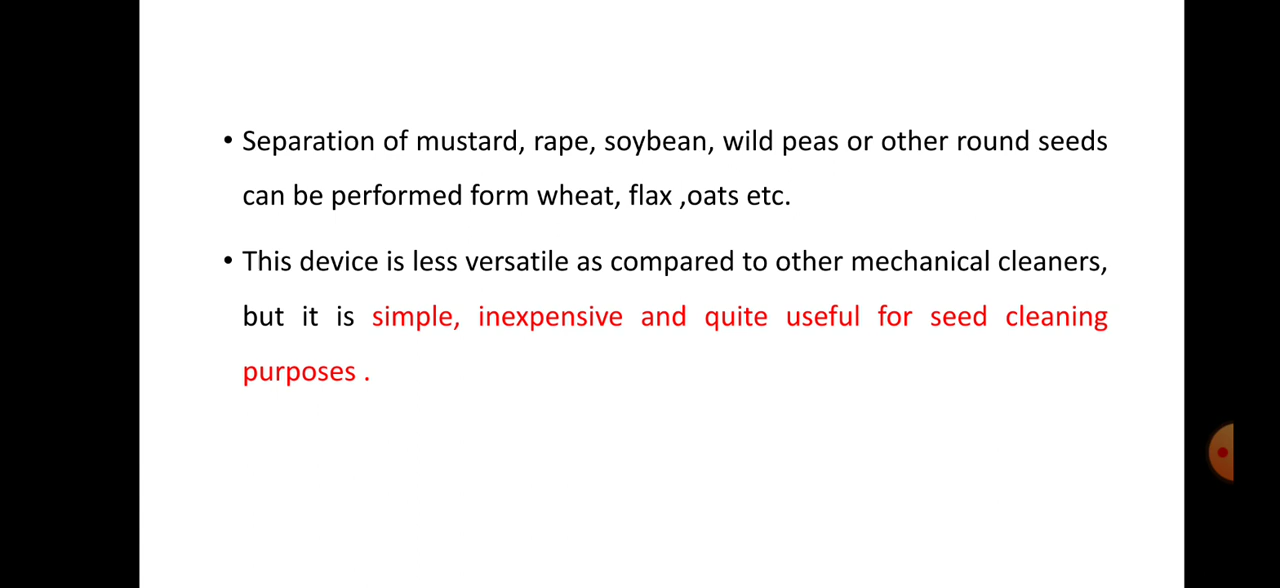 • Separation of mustard, rape, soybean, wild peas or other round seeds
can be performed form wheat, flax ,oats etc.
• This device is less versatile as compared to other mechanical cleaners,
but it is simple, inexpensive and quite useful for seed cleaning
purposes .